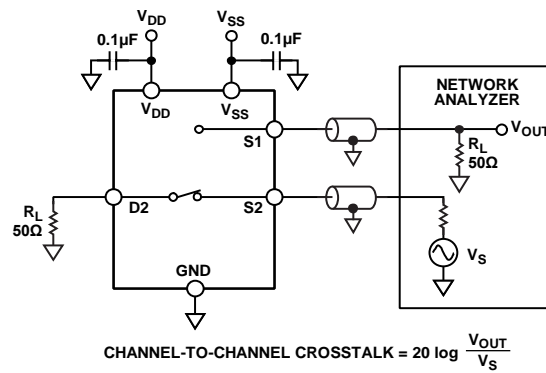 VDD
VSS
0.1µF
0.1µF
VDD
VSS
NETWORK
ANALYZER
S1
VOUT
RL
50Ω
RL
50Ω
D2
S2
VS
GND
CHANNEL-TO-CHANNEL CROSSTALK = 20 log VOUT/VS